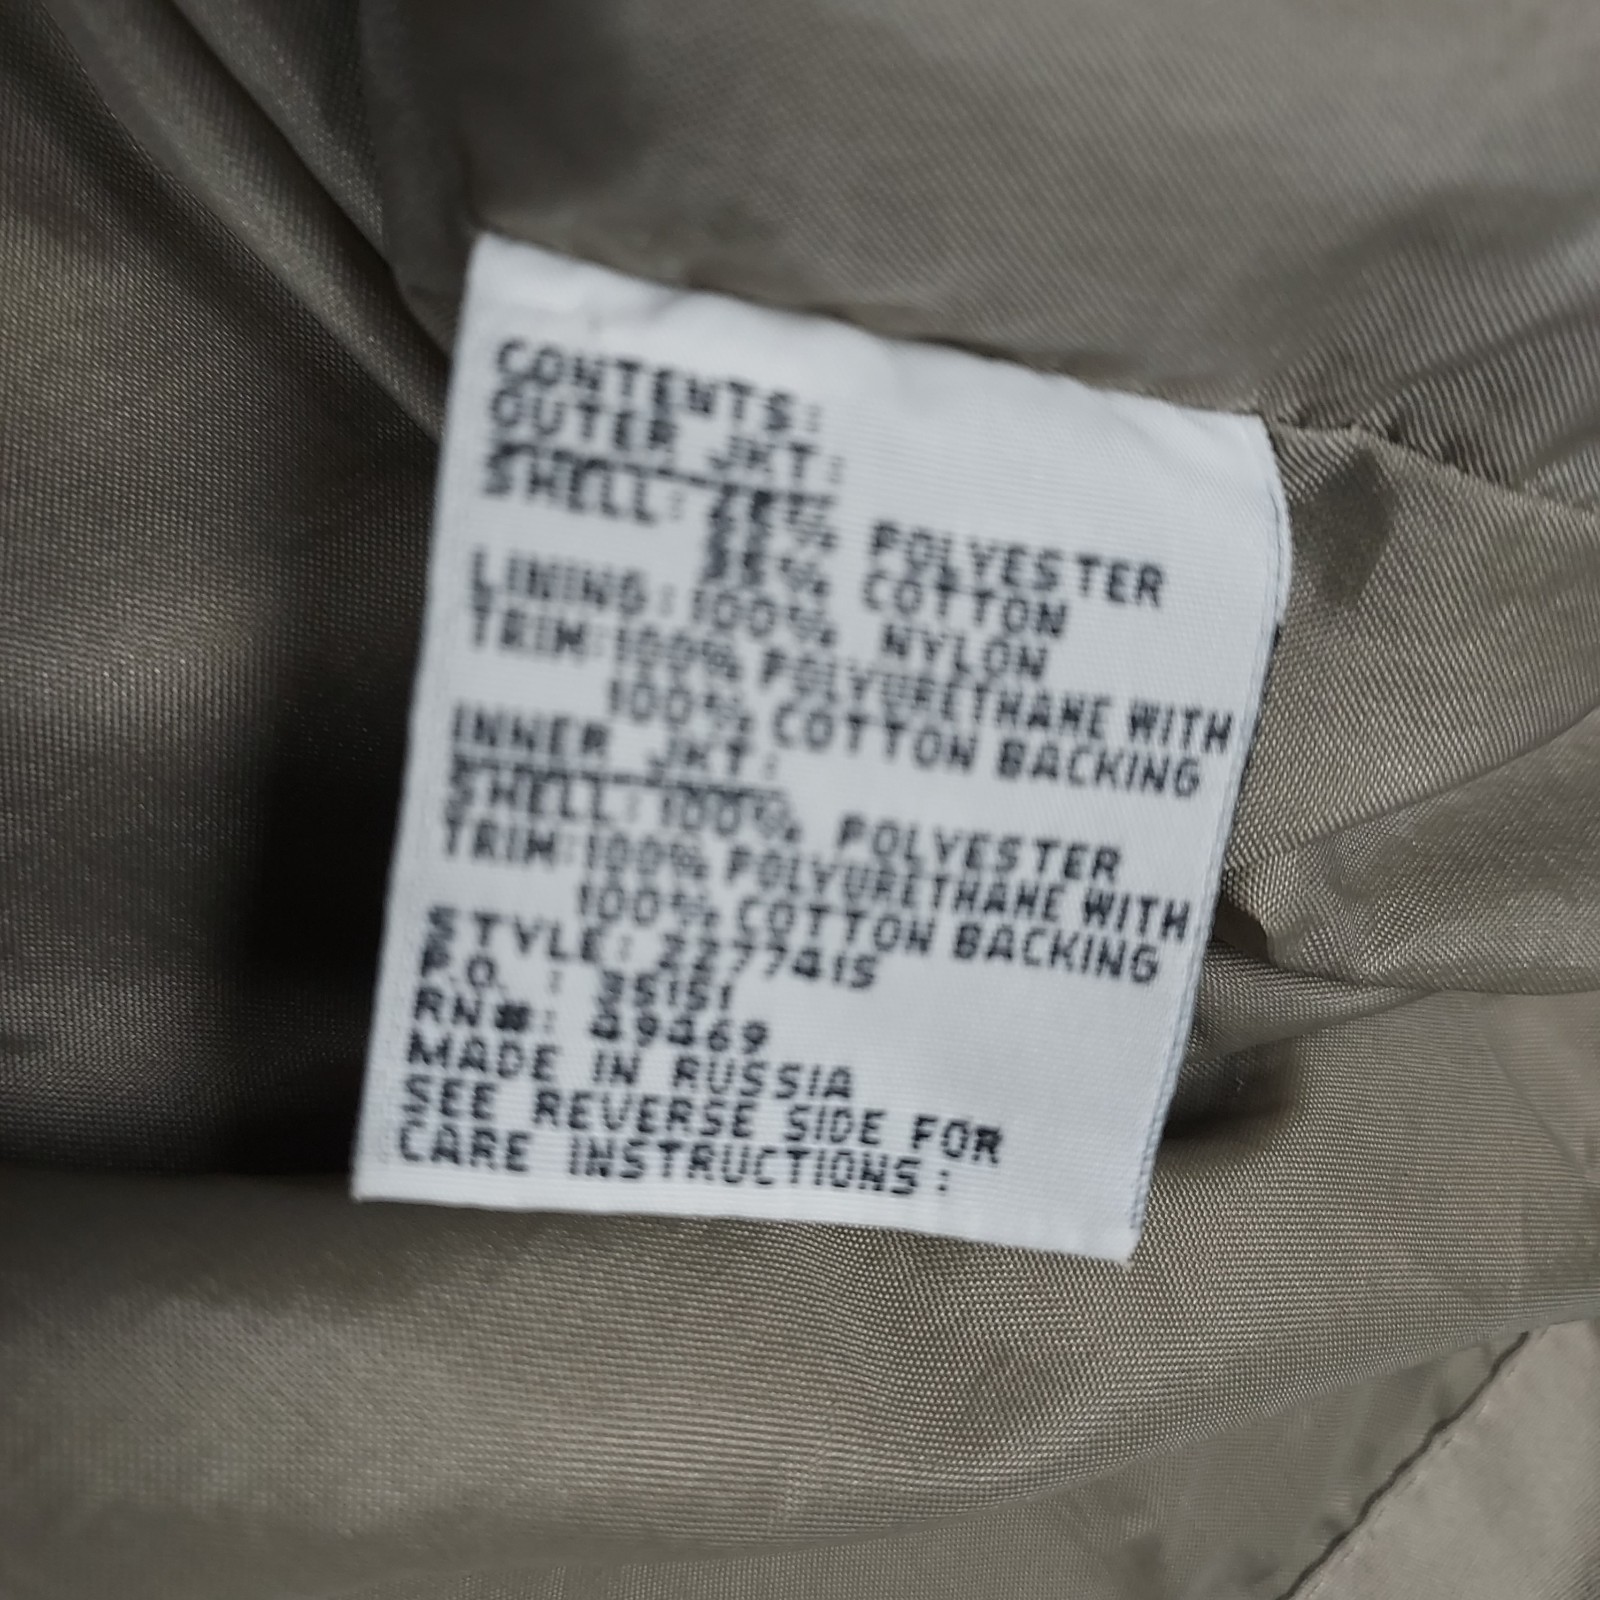 CONTENTS:
OUTER JKT:
SHELL: POLYESTER
35% COTTON
LINING: 100% NYLON
TRIM: 100% POLYURETHANE WITH
100% COTTON BACKING
INNER JKT:
SHELL: 100% POLYESTER
TRIM: 100% POLYURETHANE WITH
100% COTTON BACKING
STYLE: 2277415
P.O. : 35151
RN#: 49469
MADE IN RUSSIA
SEE REVERSE SIDE FOR
CARE INSTRUCTIONS: